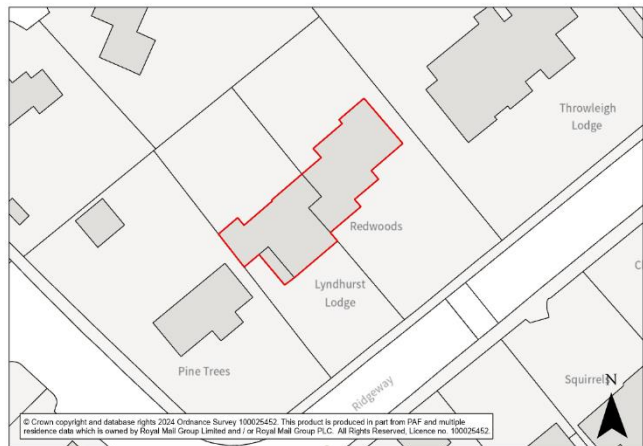 Throwleigh
Lodge
Redwoods
Lyndhurst
Lodge
Pine Trees
Ridgeway
Squirrels
N
© Crown copyright and database rights 2024 Ordnance Survey 100025452. This product is produced in part from PAF and multiple
residence data which is owned by Royal Mail Group Limited and / or Royal Mail Group PLC. All Rights Reserved, Licence no. 100025452.